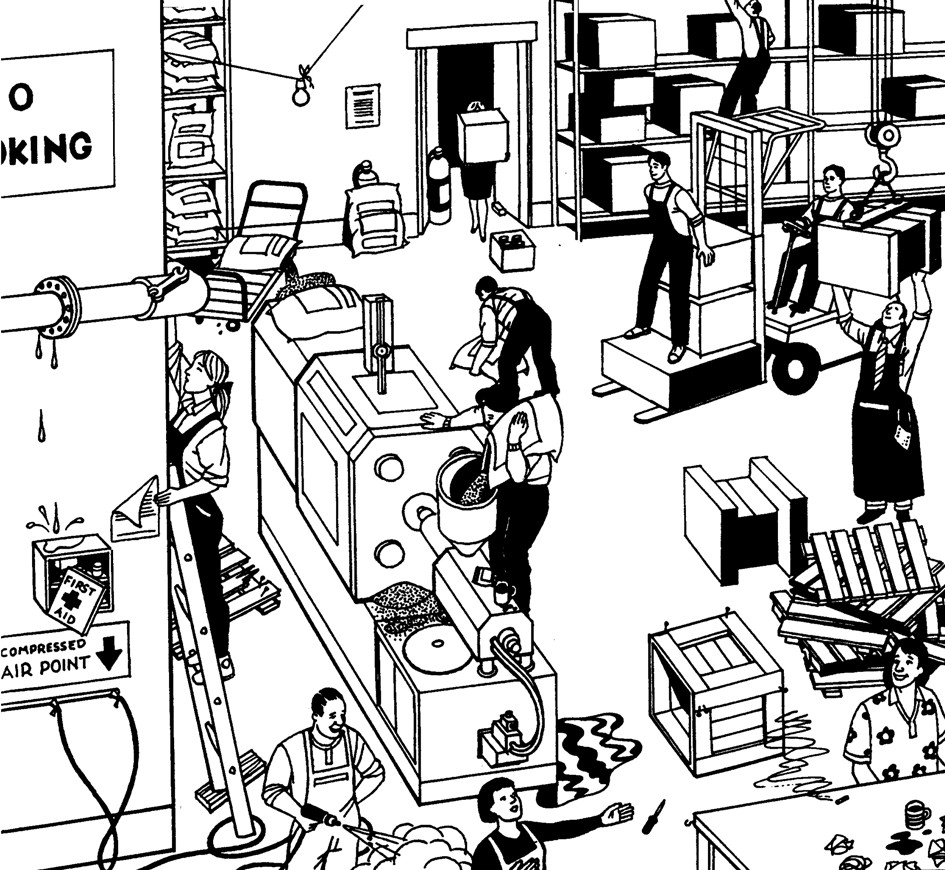 O
OKING
FIRST
AID
COMPRESSED
AIR POINT